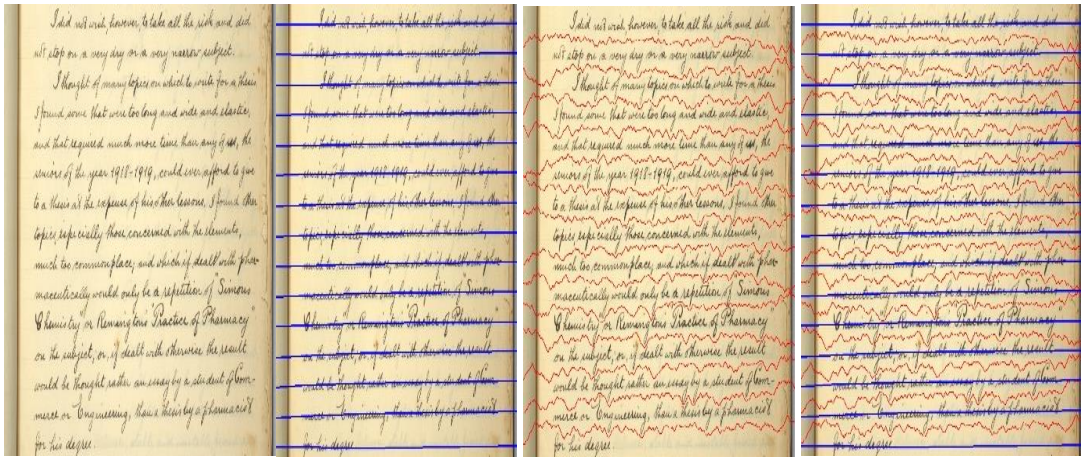 I did not wish, however, to take all the risk and did
not stop on a very dry or a very narrow subject.
I thought of many topics on which to write for a thesis
I found some that were too long and wide and elastic,
and that required much more time than any of us, the
seniors of the year 1918-1919, could ever afford to give
to a thesis at the expense of his other lessons, I found other
topics especially those concerned with the elements,
much too commonplace, and which if dealt with phar-
maceutically would only be a repetition of "Simons
Chemistry" or Remington's Practice of Pharmacy"
on the subject, or, if dealt with otherwise the result
would be thought rather an essay by a student of Com-
merce or Engineering, than a thesis by a pharmacist
for his degree.